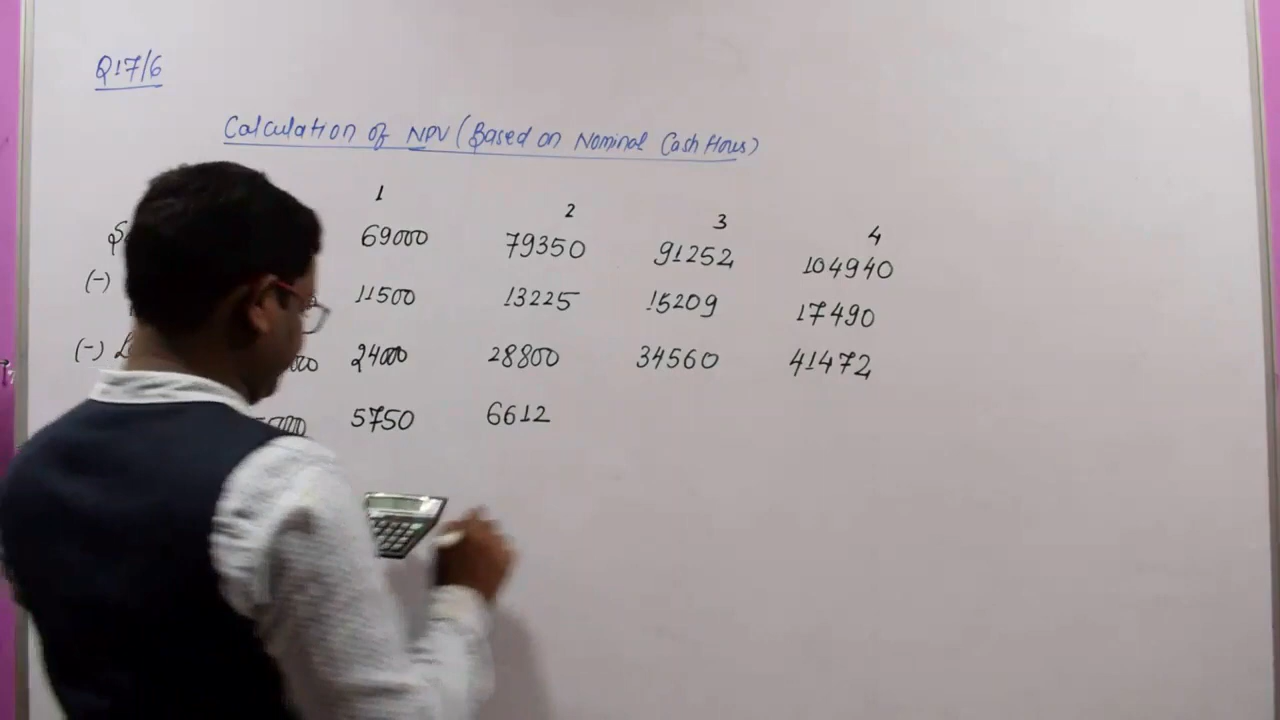 Q17/6
Calculation of NPV (Based on Nominal Cash flows)
1 2 3 4
69000 79350 91252 104940
(-) 11500 13225 15209 17490
(-) 24000 28800 34560 41472
5750 6612